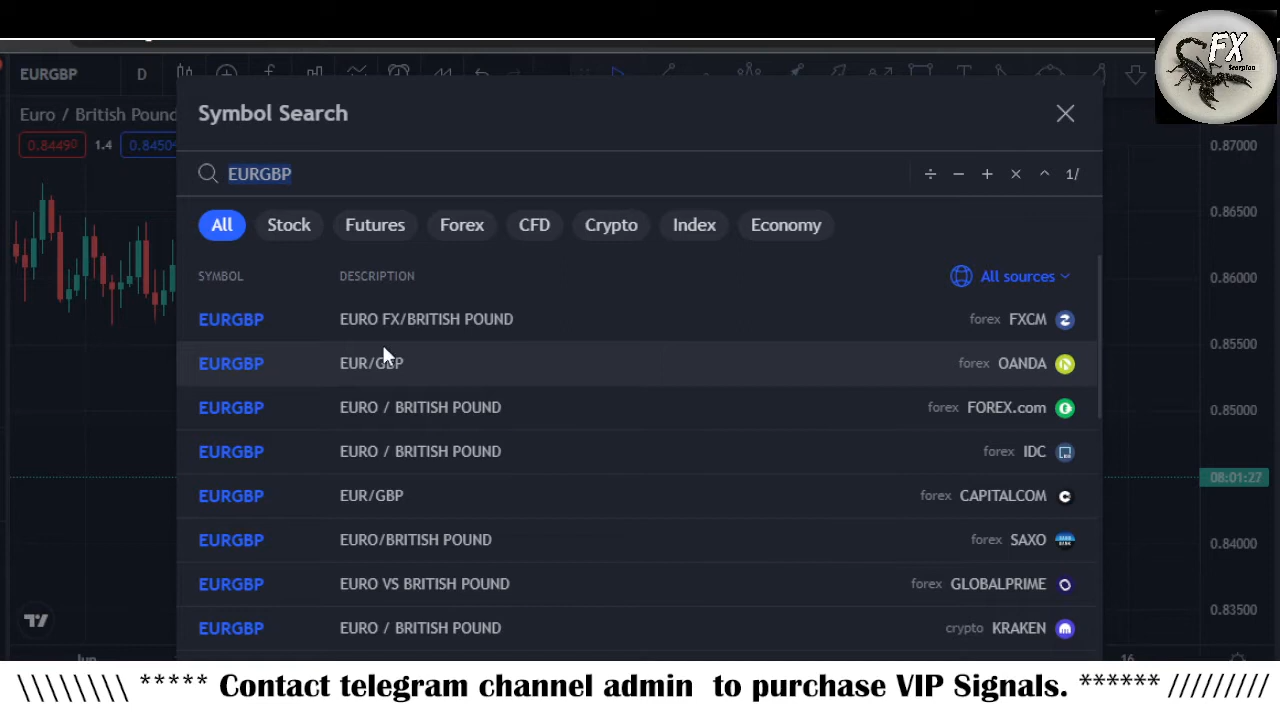 FX
Scorpion
EURGBP D
Symbol Search
Euro / British Pound
0.84490 1.4 0.84504
EURGBP
1/
All Stock Futures Forex CFD Crypto Index Economy
SYMBOL DESCRIPTION All sources
EURGBP EURO FX/BRITISH POUND forex FXCM
EURGBP EUR/GBP forex OANDA
EURGBP EURO / BRITISH POUND forex FOREX.com
EURGBP EURO / BRITISH POUND forex IDC
EURGBP EUR/GBP forex CAPITALCOM
EURGBP EURO/BRITISH POUND forex SAXO
EURGBP EURO VS BRITISH POUND forex GLOBALPRIME
EURGBP EURO / BRITISH POUND crypto KRAKEN
0.87000
0.86500
0.86000
0.85500
0.85000
08:01:27
0.84000
0.83500
Jun 16
\\\\\\\\\ ***** Contact telegram channel admin to purchase VIP Signals. ****** /////////